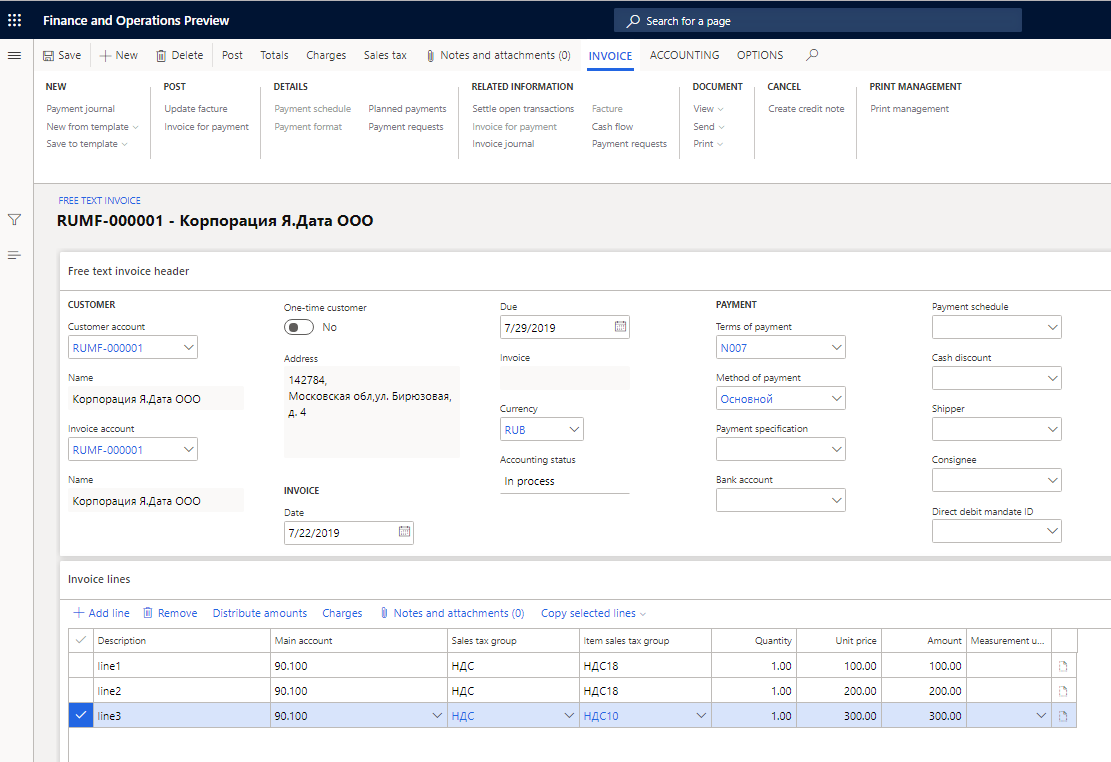 Finance and Operations Preview
Search for a page
Save
New
Delete
Post
Totals
Charges
Sales tax
Notes and attachments (0)
INVOICE
ACCOUNTING
OPTIONS
NEW
Payment journal
New from template
Save to template
POST
Update facture
Invoice for payment
DETAILS
Payment schedule
Payment format
Planned payments
Payment requests
RELATED INFORMATION
Settle open transactions
Invoice for payment
Invoice journal
Facture
Cash flow
Payment requests
DOCUMENT
View
Send
Print
CANCEL
Create credit note
PRINT MANAGEMENT
Print management
FREE TEXT INVOICE
RUMF-000001 - Корпорация Я.Дата ООО
Free text invoice header
CUSTOMER
Customer account
RUMF-000001
Name
Корпорация Я.Дата ООО
Invoice account
RUMF-000001
Name
Корпорация Я.Дата ООО
One-time customer
No
Address
142784,
Московская обл,ул. Бирюзовая,
д. 4
INVOICE
Date
7/22/2019
Due
7/29/2019
Invoice
Currency
RUB
Accounting status
In process
PAYMENT
Terms of payment
N007
Method of payment
Основной
Payment specification
Bank account
Payment schedule
Cash discount
Shipper
Consignee
Direct debit mandate ID
Invoice lines
Add line
Remove
Distribute amounts
Charges
Notes and attachments (0)
Copy selected lines
Description Main account Sales tax group Item sales tax group Quantity Unit price Amount Measurement u...
line1 90.100 НДС НДС18 1.00 100.00 100.00
line2 90.100 НДС НДС18 1.00 200.00 200.00
line3 90.100 НДС НДС10 1.00 300.00 300.00